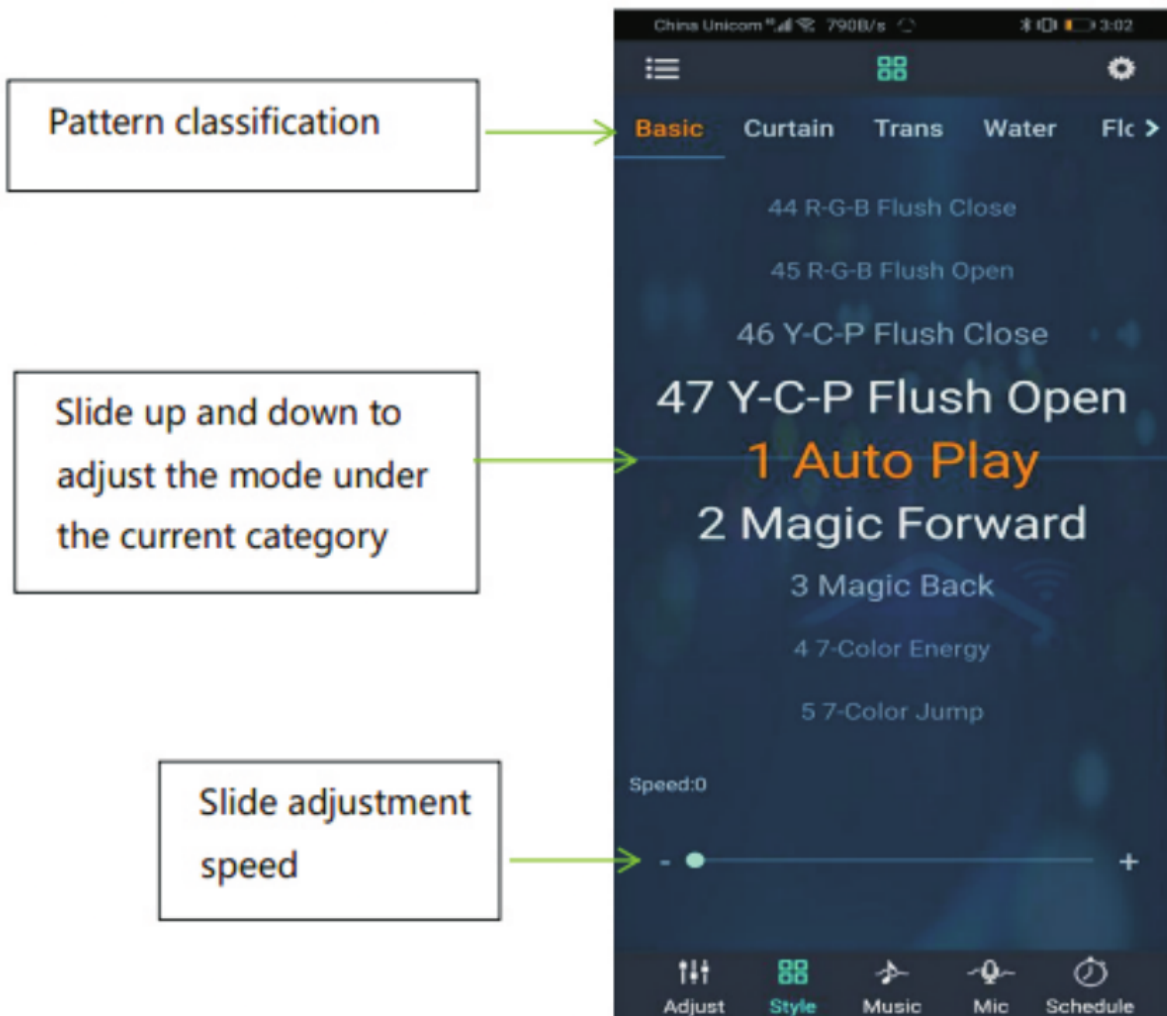 China Unicom 790B/s 3:02
Pattern classification
Basic Curtain Trans Water Flc >
44 R-G-B Flush Close
45 R-G-B Flush Open
46 Y-C-P Flush Close
47 Y-C-P Flush Open
Slide up and down to
adjust the mode under
the current category
1 Auto Play
2 Magic Forward
3 Magic Back
4 7-Color Energy
5 7-Color Jump
Speed:0
Slide adjustment
speed
- +
Adjust Style Music Mic Schedule